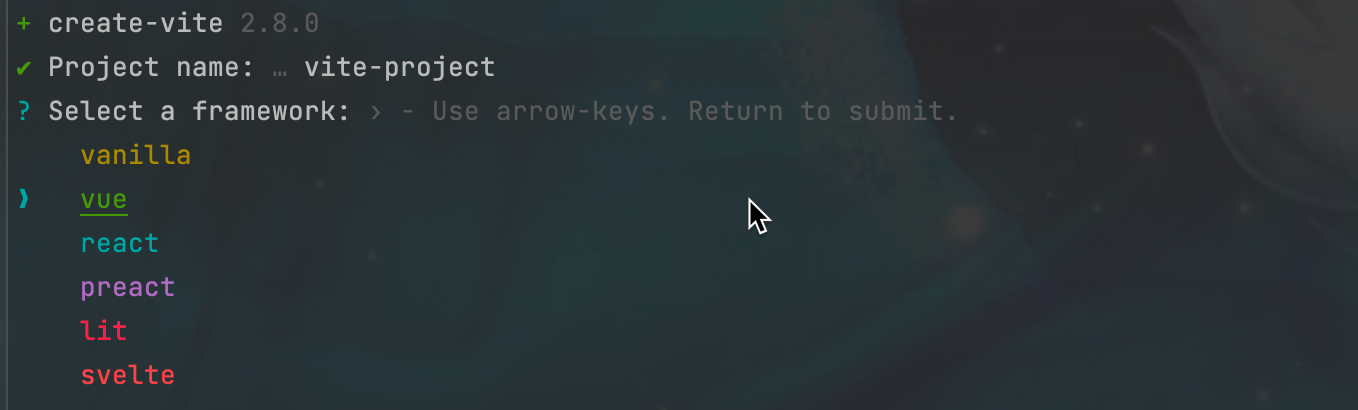 + create-vite 2.8.0
✔ Project name: … vite-project
? Select a framework: › - Use arrow-keys. Return to submit.
vanilla
❯ vue
react
preact
lit
svelte